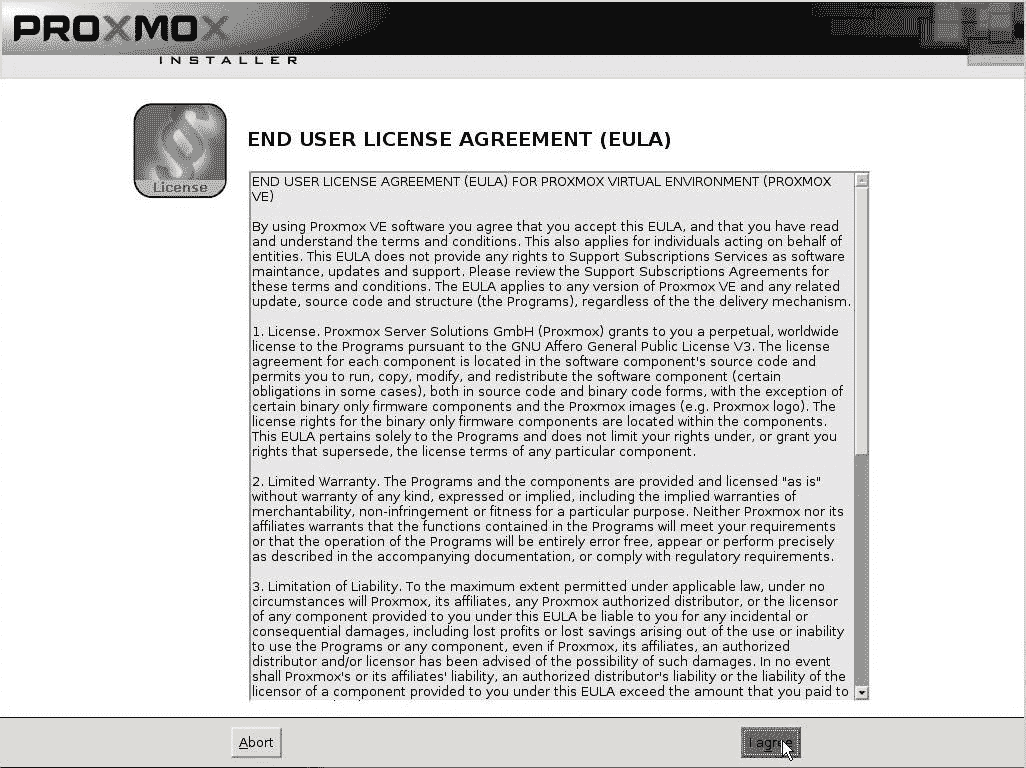 PROXMOX
INSTALLER
License
END USER LICENSE AGREEMENT (EULA)
END USER LICENSE AGREEMENT (EULA) FOR PROXMOX VIRTUAL ENVIRONMENT (PROXMOX
VE)
By using Proxmox VE software you agree that you accept this EULA, and that you have read
and understand the terms and conditions. This also applies for individuals acting on behalf of
entities. This EULA does not provide any rights to Support Subscriptions Services as software
maintance, updates and support. Please review the Support Subscriptions Agreements for
these terms and conditions. The EULA applies to any version of Proxmox VE and any related
update, source code and structure (the Programs), regardless of the the delivery mechanism.
1. License. Proxmox Server Solutions GmbH (Proxmox) grants to you a perpetual, worldwide
license to the Programs pursuant to the GNU Affero General Public License V3. The license
agreement for each component is located in the software component's source code and
permits you to run, copy, modify, and redistribute the software component (certain
obligations in some cases), both in source code and binary code forms, with the exception of
certain binary only firmware components and the Proxmox images (e.g. Proxmox logo). The
license rights for the binary only firmware components are located within the components.
This EULA pertains solely to the Programs and does not limit your rights under, or grant you
rights that supersede, the license terms of any particular component.
2. Limited Warranty. The Programs and the components are provided and licensed "as is"
without warranty of any kind, expressed or implied, including the implied warranties of
merchantability, non-infringement or fitness for a particular purpose. Neither Proxmox nor its
affiliates warrants that the functions contained in the Programs will meet your requirements
or that the operation of the Programs will be entirely error free, appear or perform precisely
as described in the accompanying documentation, or comply with regulatory requirements.
3. Limitation of Liability. To the maximum extent permitted under applicable law, under no
circumstances will Proxmox, its affiliates, any Proxmox authorized distributor, or the licensor
of any component provided to you under this EULA be liable to you for any incidental or
consequential damages, including lost profits or lost savings arising out of the use or inability
to use the Programs or any component, even if Proxmox, its affiliates, an authorized
distributor and/or licensor has been advised of the possibility of such damages. In no event
shall Proxmox's or its affiliates' liability, an authorized distributor's liability or the liability of the
licensor of a component provided to you under this EULA exceed the amount that you paid to
Abort
I agree